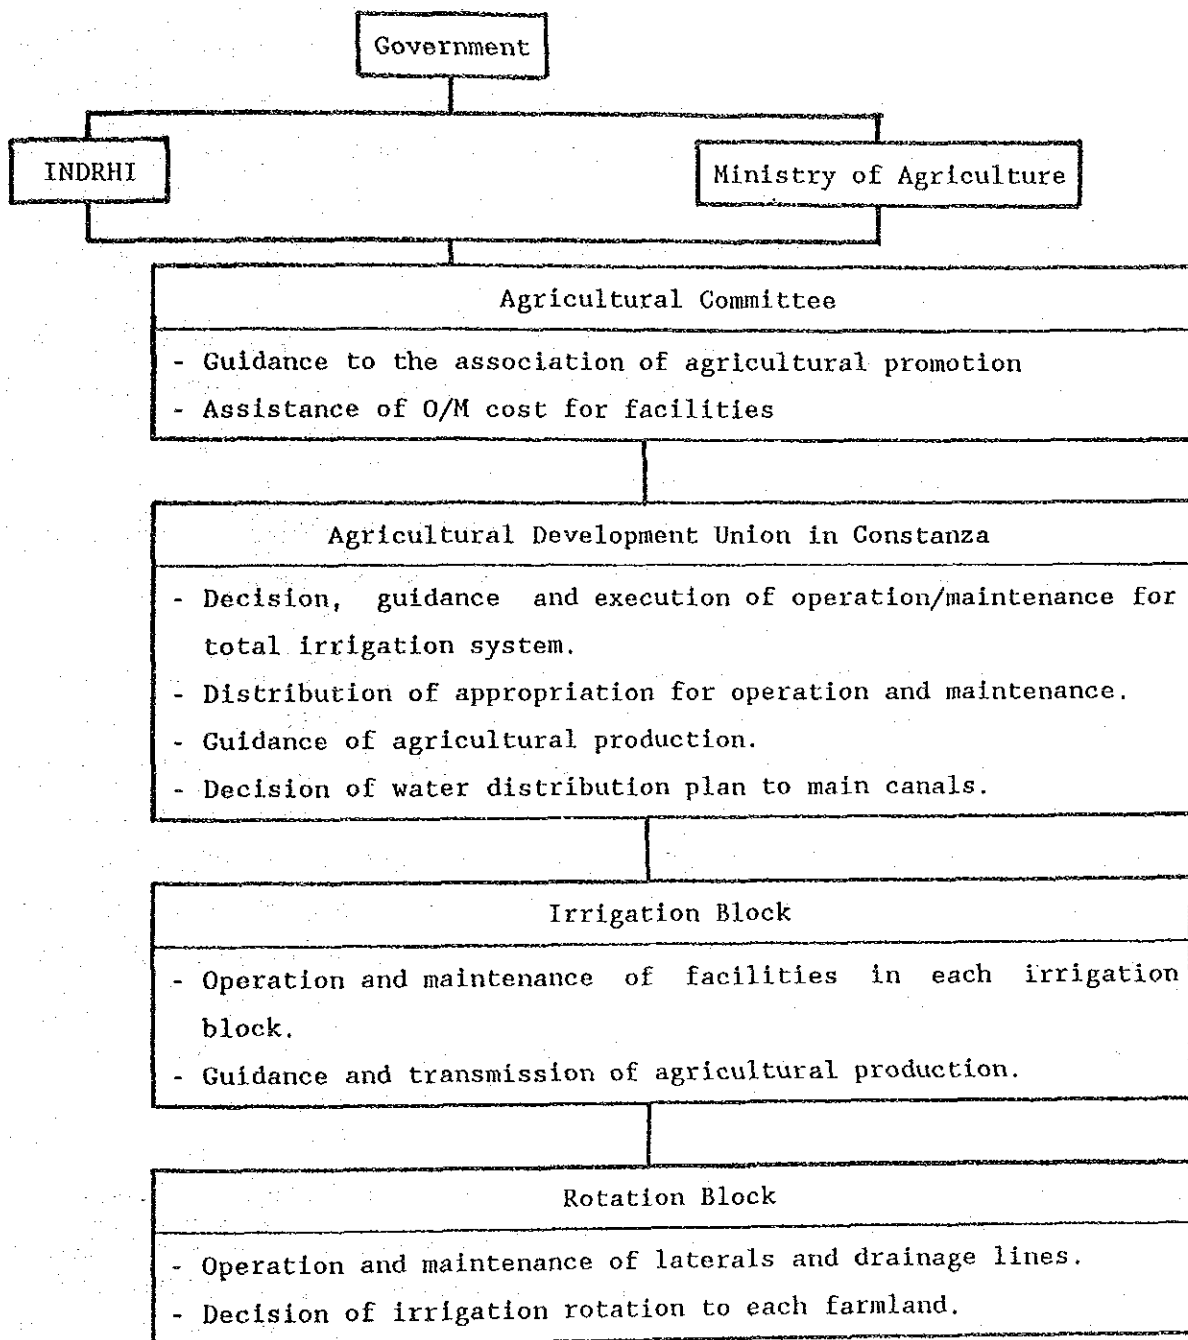 Government
INDRHI
Ministry of Agriculture
Agricultural Committee
- Guidance to the association of agricultural promotion
- Assistance of O/M cost for facilities
Agricultural Development Union in Constanza
- Decision, guidance and execution of operation/maintenance for
total irrigation system.
- Distribution of appropriation for operation and maintenance.
- Guidance of agricultural production.
- Decision of water distribution plan to main canals.
Irrigation Block
- Operation and maintenance of facilities in each irrigation
block.
- Guidance and transmission of agricultural production.
Rotation Block
- Operation and maintenance of laterals and drainage lines.
- Decision of irrigation rotation to each farmland.